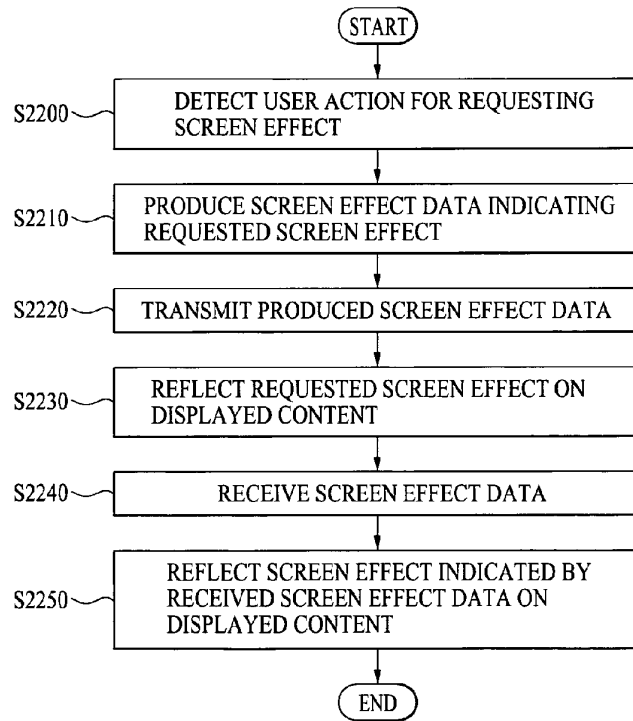 START
S2200
DETECT USER ACTION FOR REQUESTING
SCREEN EFFECT
S2210
PRODUCE SCREEN EFFECT DATA INDICATING
REQUESTED SCREEN EFFECT
S2220
TRANSMIT PRODUCED SCREEN EFFECT DATA
S2230
REFLECT REQUESTED SCREEN EFFECT ON
DISPLAYED CONTENT
S2240
RECEIVE SCREEN EFFECT DATA
S2250
REFLECT SCREEN EFFECT INDICATED BY
RECEIVED SCREEN EFFECT DATA ON
DISPLAYED CONTENT
END